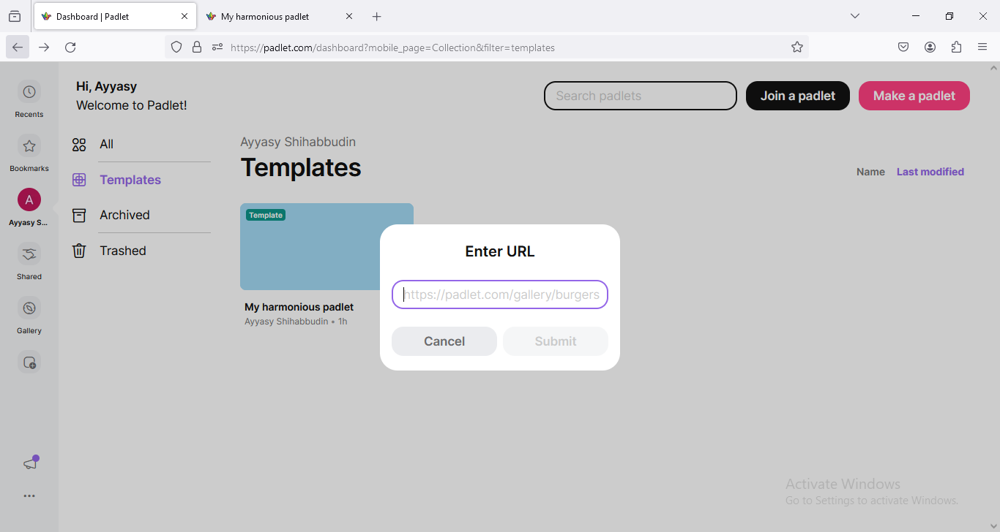 Dashboard | Padlet
My harmonious padlet
https://padlet.com/dashboard?mobile_page=Collection&filter=templates
Recents
Bookmarks
A
Ayyasy S...
Shared
Gallery
Hi, Ayyasy
Welcome to Padlet!
Search padlets
Join a padlet
Make a padlet
All
Templates
Archived
Trashed
Ayyasy Shihabbudin
Templates
Name
Last modified
Template
My harmonious padlet
Ayyasy Shihabbudin • 1h
Enter URL
https://padlet.com/gallery/burgers
Cancel
Submit
Activate Windows
Go to Settings to activate Windows.